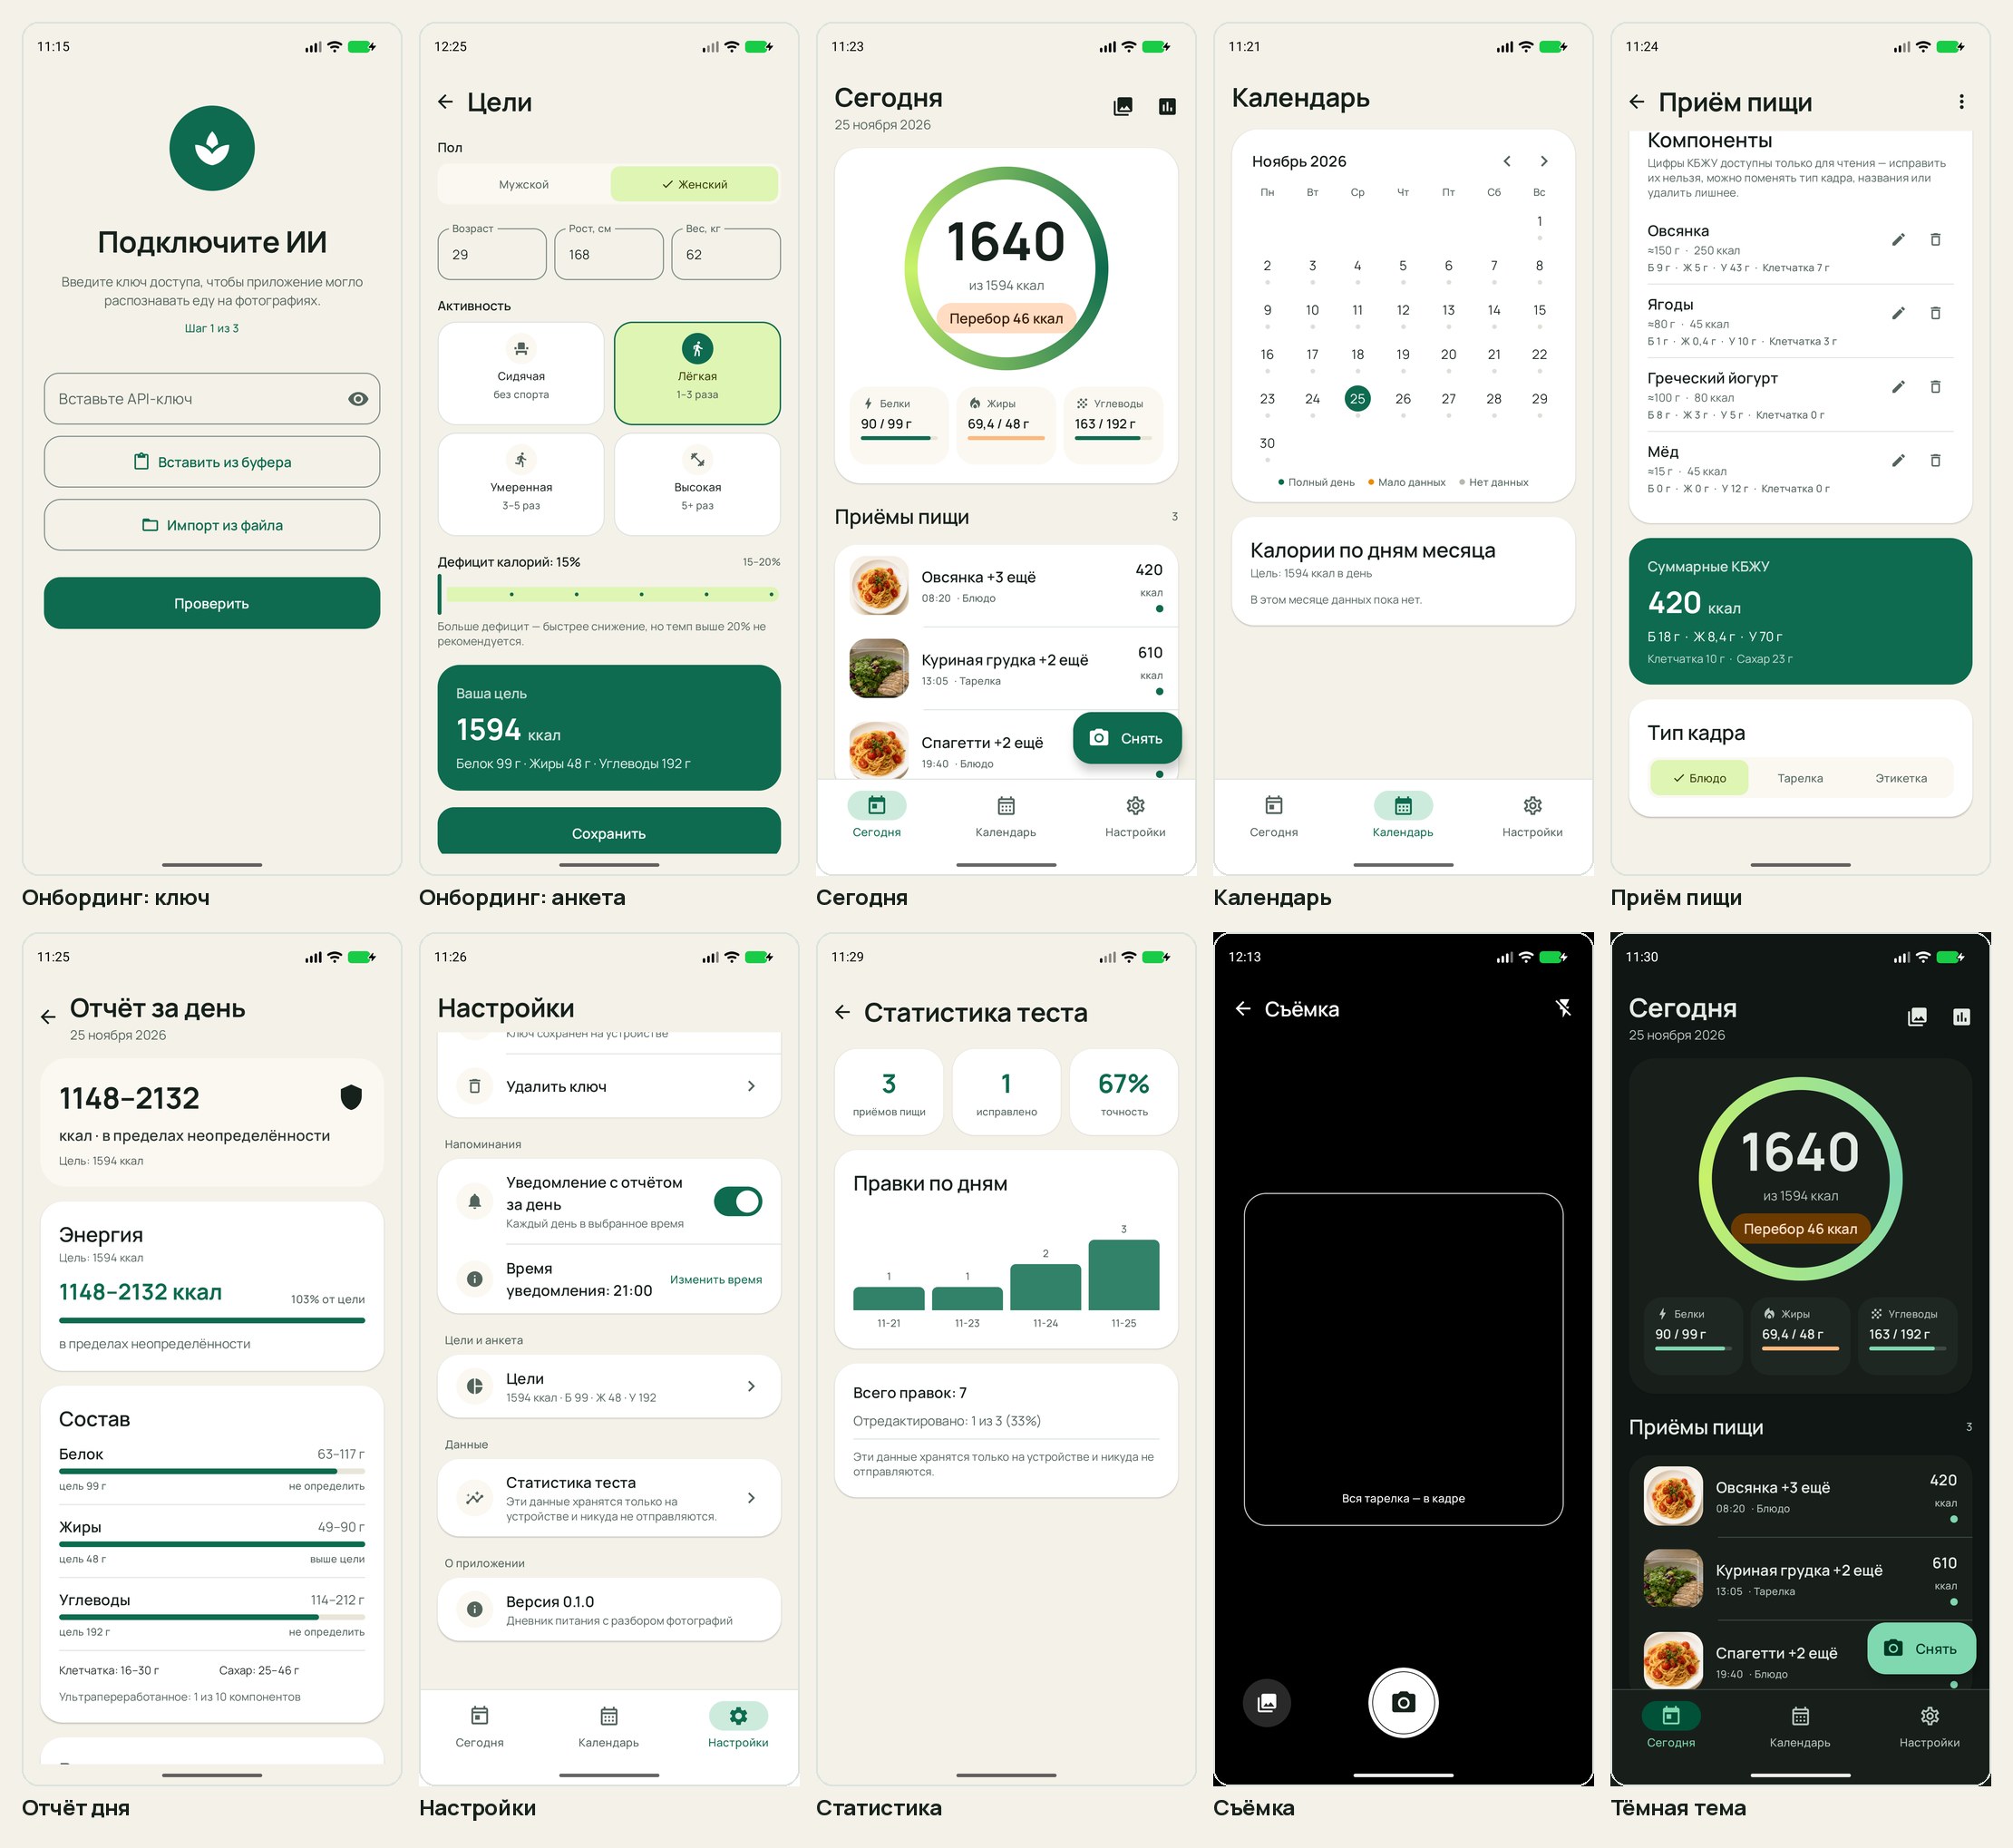 11:15
Подключите ИИ
Введите ключ доступа, чтобы приложение могло
распознавать еду на фотографиях.
Шаг 1 из 3
Вставьте API-ключ
Вставить из буфера
Импорт из файла
Проверить
Онбординг: ключ
12:25
Цели
Пол
Мужской
Женский
Возраст
Рост, см
Вес, кг
29
168
62
Активность
Сидячая
без спорта
Лёгкая
1–3 раза
Умеренная
3–5 раз
Высокая
5+ раз
Дефицит калорий: 15%
15–20%
Больше дефицит — быстрее снижение, но темп выше 20% не
рекомендуется.
Ваша цель
1594 ккал
Белок 99 г · Жиры 48 г · Углеводы 192 г
Сохранить
Онбординг: анкета
11:23
Сегодня
25 ноября 2026
1640
из 1594 ккал
Перебор 46 ккал
Белки
90 / 99 г
Жиры
69,4 / 48 г
Углеводы
163 / 192 г
Приёмы пищи
3
Овсянка +3 ещё
08:20 · Блюдо
420
ккал
Куриная грудка +2 ещё
13:05 · Тарелка
610
ккал
Спагетти +2 ещё
19:40 · Блюдо
Снять
Сегодня
Календарь
Настройки
Сегодня
11:21
Календарь
Ноябрь 2026
Пн Вт Ср Чт Пт Сб Вс
1
2 3 4 5 6 7 8
9 10 11 12 13 14 15
16 17 18 19 20 21 22
23 24 25 26 27 28 29
30
Полный день
Мало данных
Нет данных
Калории по дням месяца
Цель: 1594 ккал в день
В этом месяце данных пока нет.
Сегодня
Календарь
Настройки
Календарь
11:24
Приём пищи
Компоненты
Цифры КБЖУ доступны только для чтения — исправить
их нельзя, можно поменять тип кадра, названия или
удалить лишнее.
Овсянка
≈150 г · 250 ккал
Б 9 г · Ж 5 г · У 43 г · Клетчатка 7 г
Ягоды
≈80 г · 45 ккал
Б 1 г · Ж 0,4 г · У 10 г · Клетчатка 3 г
Греческий йогурт
≈100 г · 80 ккал
Б 8 г · Ж 3 г · У 5 г · Клетчатка 0 г
Мёд
≈15 г · 45 ккал
Б 0 г · Ж 0 г · У 12 г · Клетчатка 0 г
Суммарные КБЖУ
420 ккал
Б 18 г · Ж 8,4 г · У 70 г
Клетчатка 10 г · Сахар 23 г
Тип кадра
Блюдо
Тарелка
Этикетка
Приём пищи
11:25
Отчёт за день
25 ноября 2026
1148–2132
ккал · в пределах неопределённости
Цель: 1594 ккал
Энергия
Цель: 1594 ккал
1148–2132 ккал
103% от цели
в пределах неопределённости
Состав
Белок
63–117 г
цель 99 г
не определить
Жиры
49–90 г
цель 48 г
выше цели
Углеводы
114–212 г
цель 192 г
не определить
Клетчатка: 16–30 г
Сахар: 25–46 г
Ультрапереработанное: 1 из 10 компонентов
Отчёт дня
11:26
Настройки
Ключ сохранён на устройстве
Удалить ключ
Напоминания
Уведомление с отчётом
за день
Каждый день в выбранное время
Время
уведомления: 21:00
Изменить время
Цели и анкета
Цели
1594 ккал · Б 99 · Ж 48 · У 192
Данные
Статистика теста
Эти данные хранятся только на
устройстве и никуда не отправляются.
О приложении
Версия 0.1.0
Дневник питания с разбором фотографий
Сегодня
Календарь
Настройки
Настройки
11:29
Статистика теста
3
приёмов пищи
1
исправлено
67%
точность
Правки по дням
1
1
2
3
11-21
11-23
11-24
11-25
Всего правок: 7
Отредактировано: 1 из 3 (33%)
Эти данные хранятся только на устройстве и никуда не
отправляются.
Статистика
12:13
Съёмка
Вся тарелка — в кадре
Съёмка
11:30
Сегодня
25 ноября 2026
1640
из 1594 ккал
Перебор 46 ккал
Белки
90 / 99 г
Жиры
69,4 / 48 г
Углеводы
163 / 192 г
Приёмы пищи
3
Овсянка +3 ещё
08:20 · Блюдо
420
ккал
Куриная грудка +2 ещё
13:05 · Тарелка
610
ккал
Спагетти +2 ещё
19:40 · Блюдо
Снять
Сегодня
Календарь
Настройки
Тёмная тема